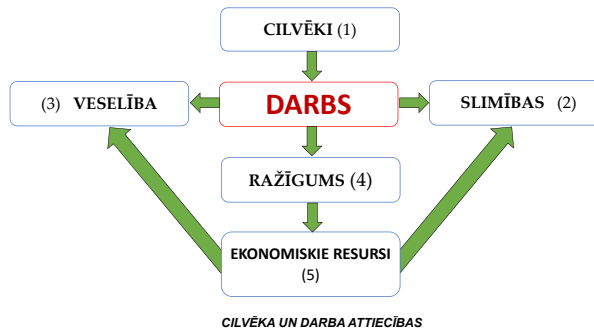 CILVĒKI (1)
(3) VESELĪBA
DARBS
SLIMĪBAS (2)
RAŽĪGUMS (4)
EKONOMISKIE RESURSI
(5)
CILVĒKA UN DARBA ATTIECĪBAS